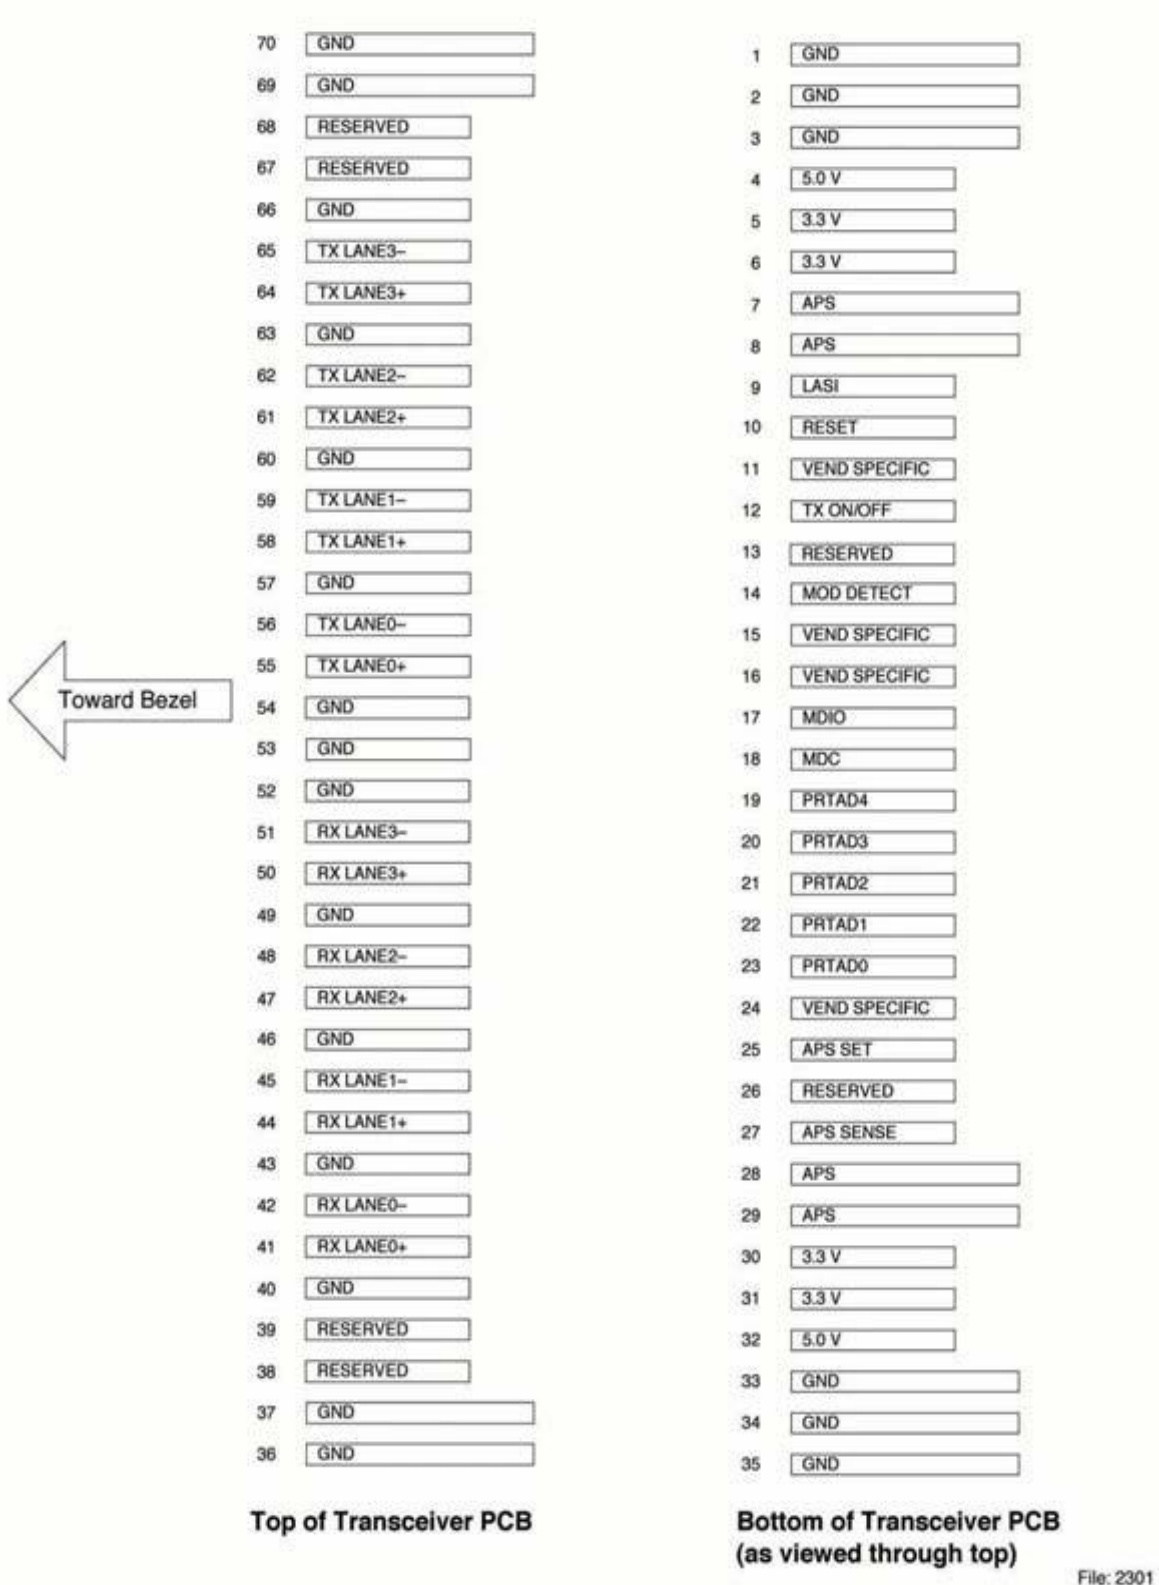 70 GND
69 GND
68 RESERVED
67 RESERVED
66 GND
65 TX LANE3–
64 TX LANE3+
63 GND
62 TX LANE2–
61 TX LANE2+
60 GND
59 TX LANE1–
58 TX LANE1+
57 GND
56 TX LANE0–
55 TX LANE0+
54 GND
53 GND
52 GND
51 RX LANE3–
50 RX LANE3+
49 GND
48 RX LANE2–
47 RX LANE2+
46 GND
45 RX LANE1–
44 RX LANE1+
43 GND
42 RX LANE0–
41 RX LANE0+
40 GND
39 RESERVED
38 RESERVED
37 GND
36 GND
Toward Bezel
Top of Transceiver PCB
1 GND
2 GND
3 GND
4 5.0 V
5 3.3 V
6 3.3 V
7 APS
8 APS
9 LASI
10 RESET
11 VEND SPECIFIC
12 TX ON/OFF
13 RESERVED
14 MOD DETECT
15 VEND SPECIFIC
16 VEND SPECIFIC
17 MDIO
18 MDC
19 PRTAD4
20 PRTAD3
21 PRTAD2
22 PRTAD1
23 PRTAD0
24 VEND SPECIFIC
25 APS SET
26 RESERVED
27 APS SENSE
28 APS
29 APS
30 3.3 V
31 3.3 V
32 5.0 V
33 GND
34 GND
35 GND
Bottom of Transceiver PCB
(as viewed through top)
File: 2301